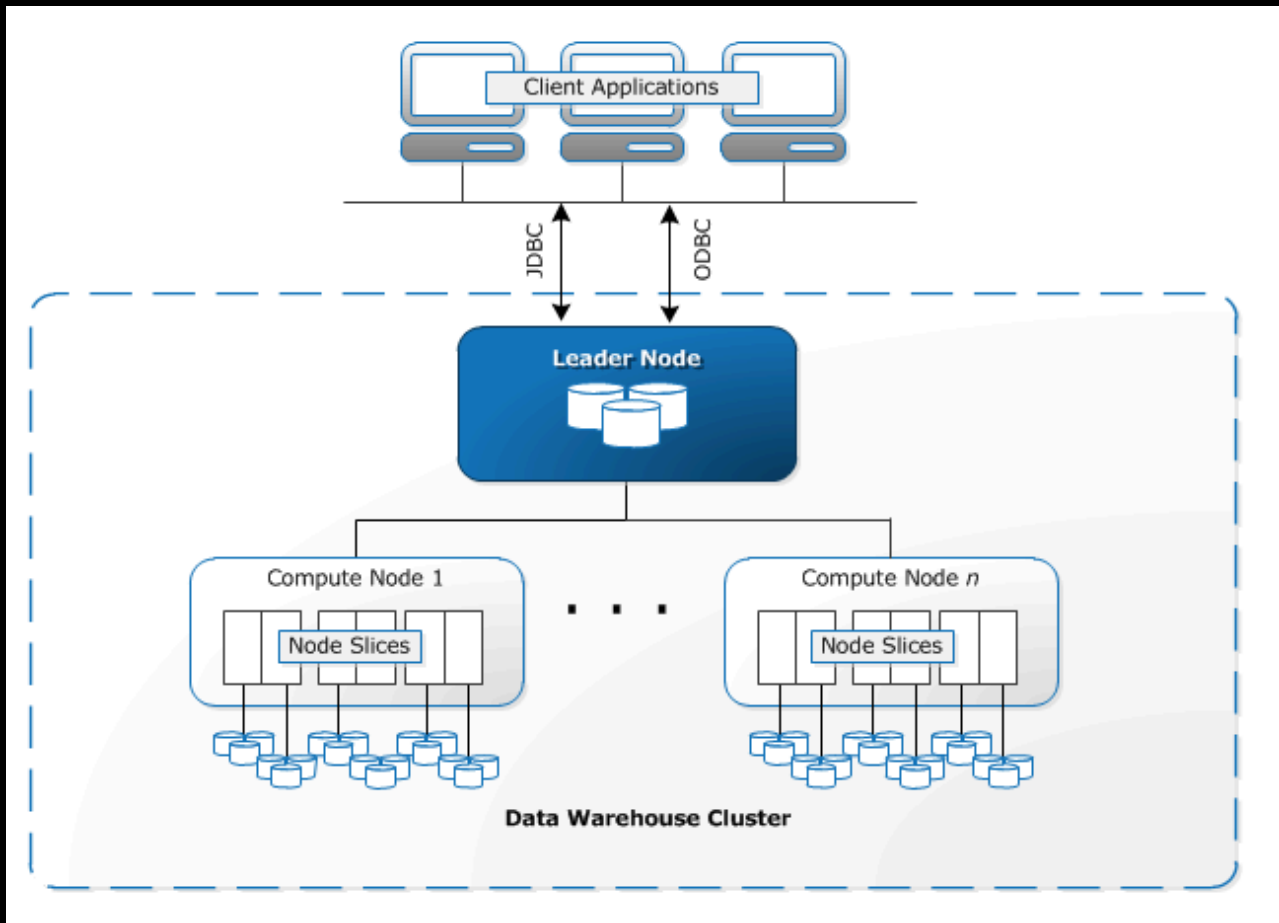 Client Applications
JDBC
ODBC
Leader Node
Compute Node 1
Compute Node n
. . .
Node Slices
Node Slices
Data Warehouse Cluster